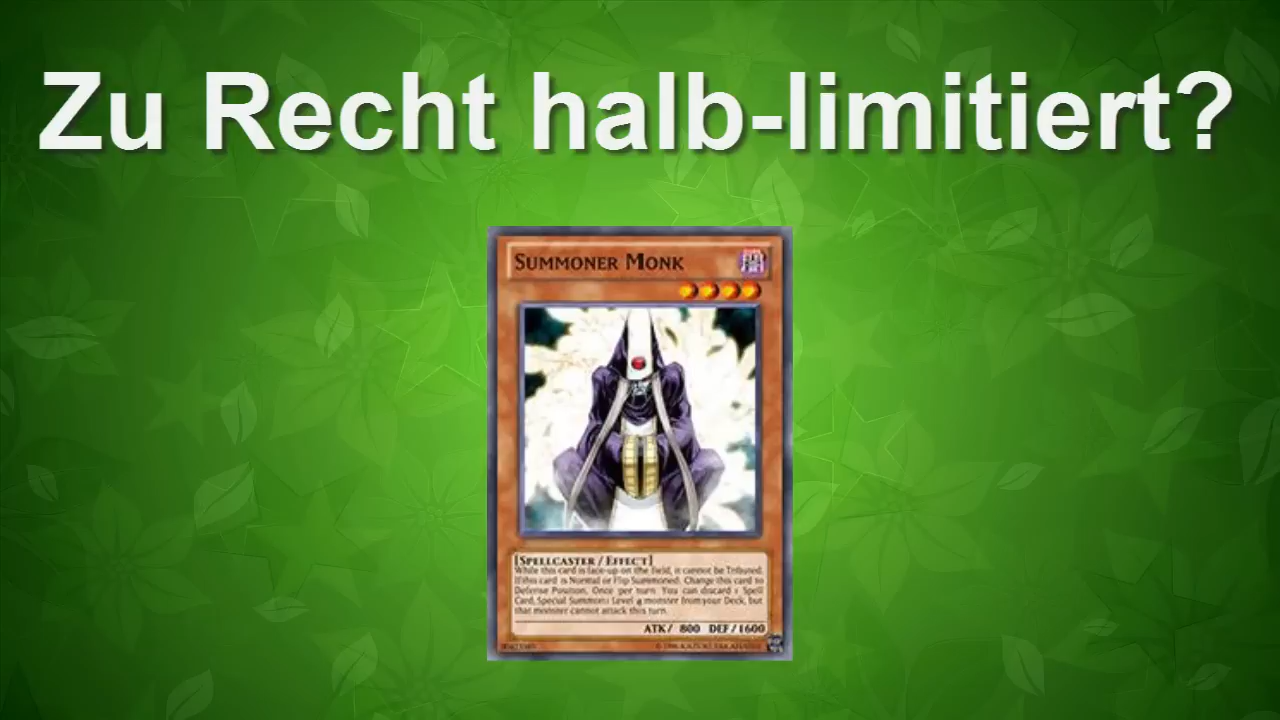 Zu Recht halb-limitiert?
SUMMONER MONK
[SPELLCASTER / EFFECT]
While this card is face-up on the field, it cannot be Tributed.
If this card is Normal or Flip Summoned: Change this card to
Defense Position. Once per turn: You can discard 1 Spell
Card; Special Summon 1 Level 4 monster from your Deck, but
that monster cannot attack this turn.
ATK/ 800 DEF/1600